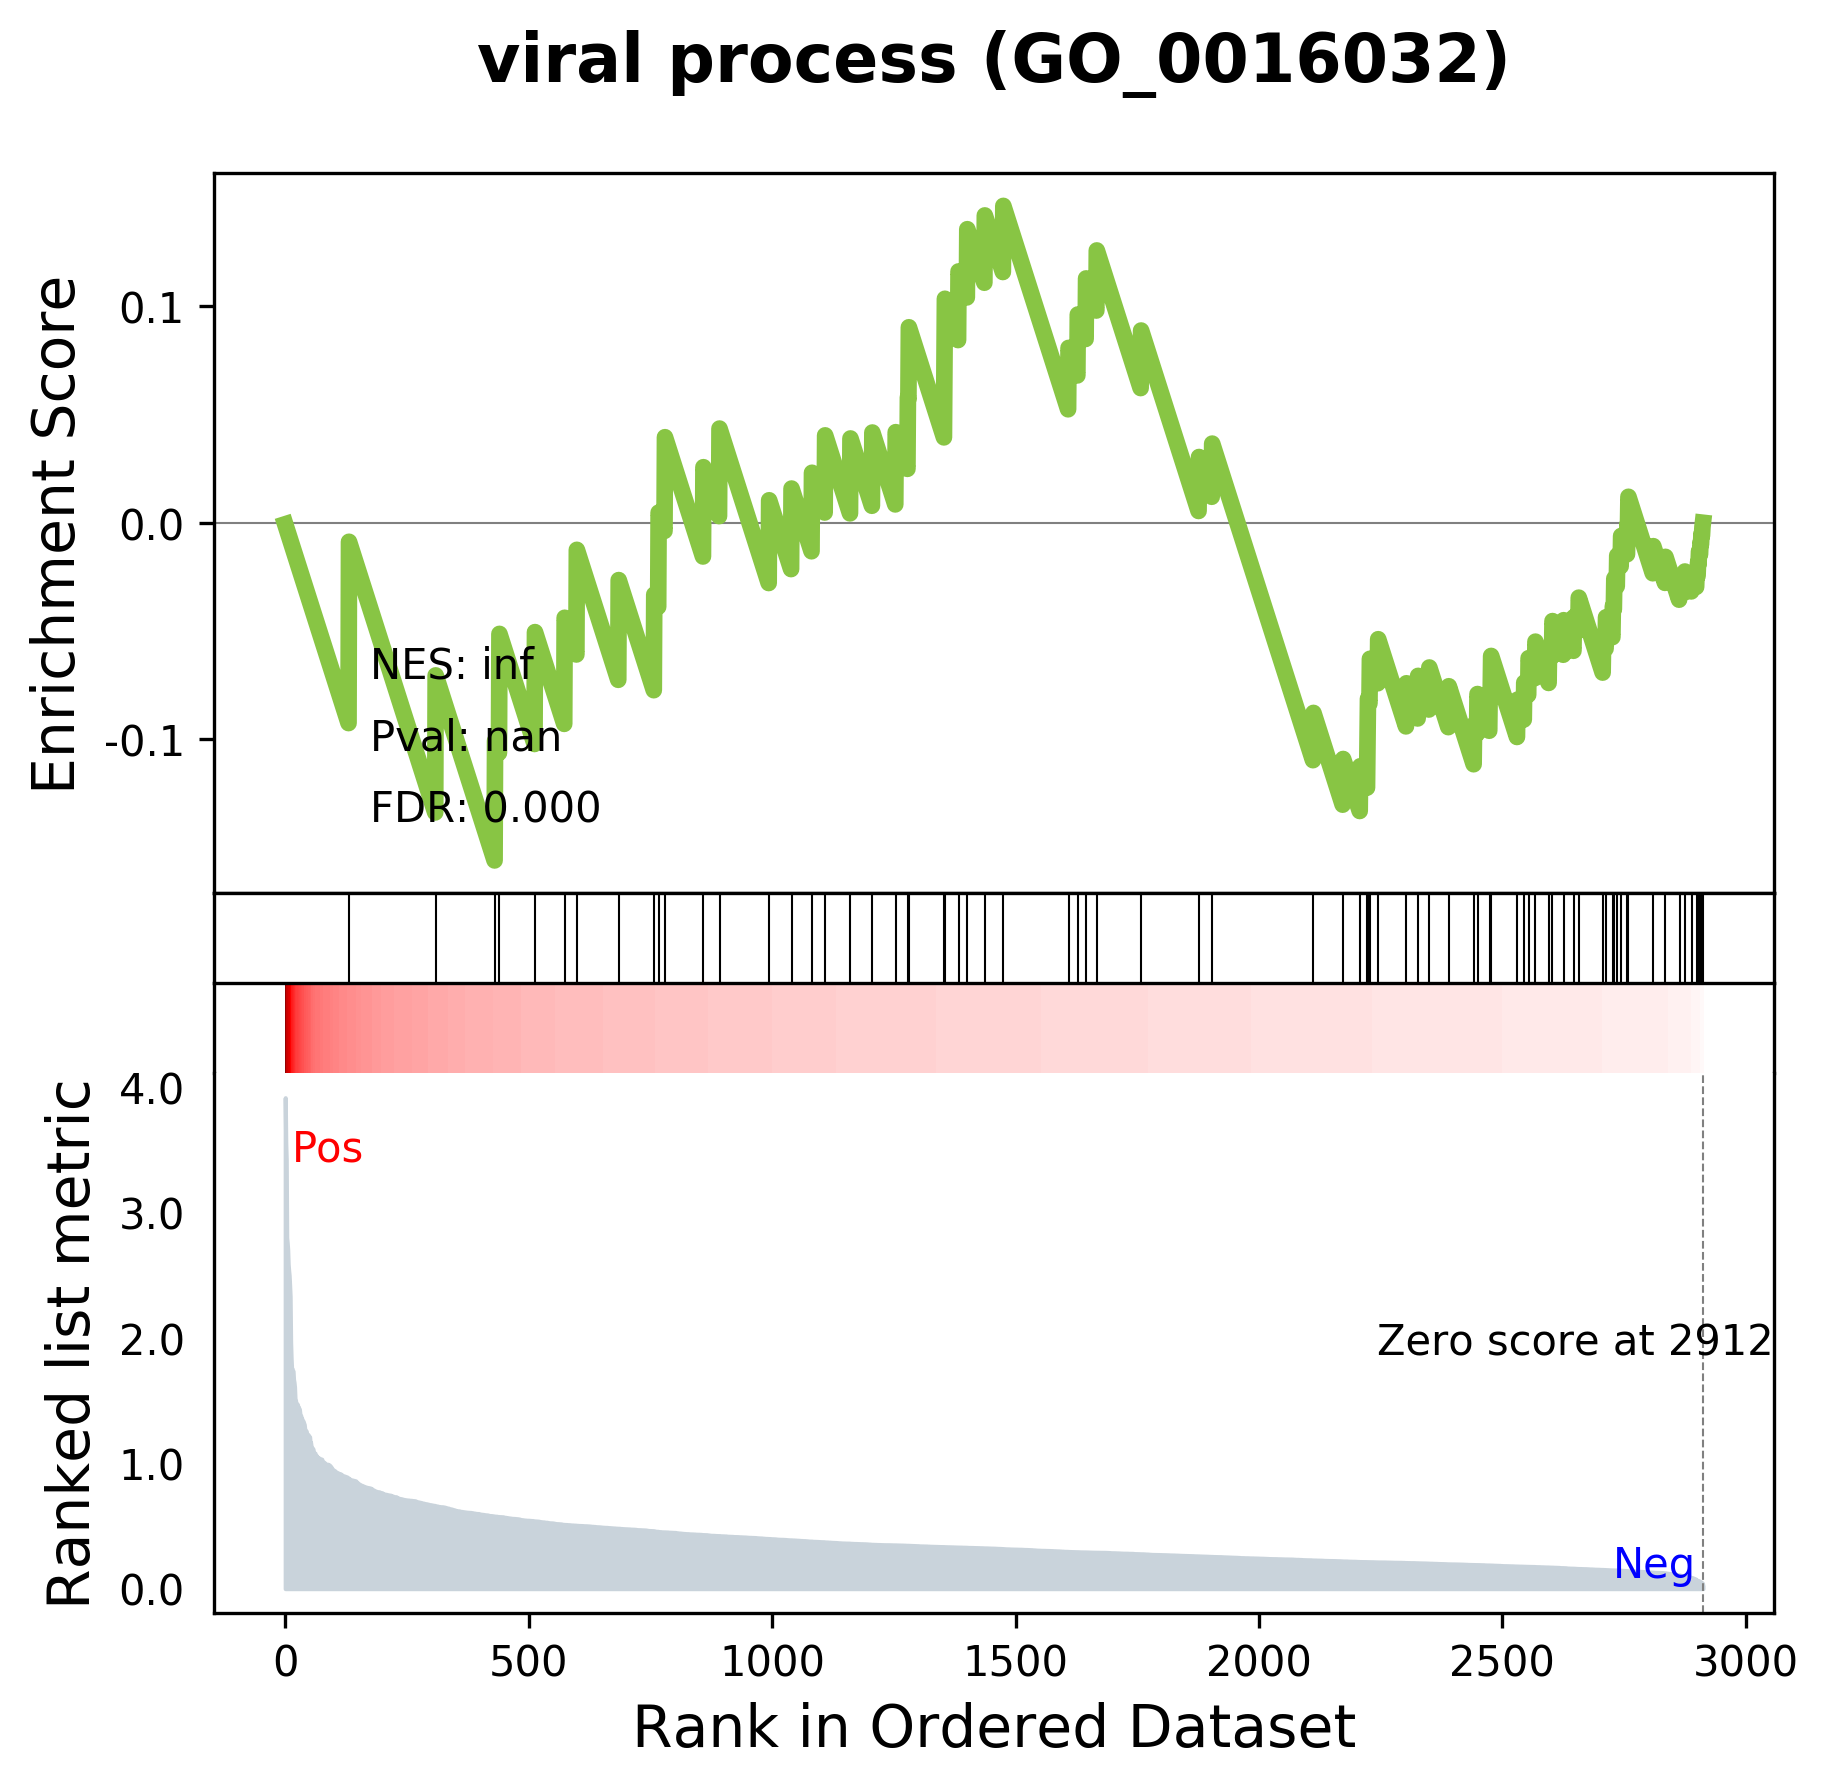 viral process (GO_0016032)
Enrichment Score
0.1
0.0
-0.1
NES: inf
Pval: nan
FDR: 0.000
Ranked list metric
4.0
3.0
2.0
1.0
0.0
Pos
Zero score at 2912
Neg
0 500 1000 1500 2000 2500 3000
Rank in Ordered Dataset